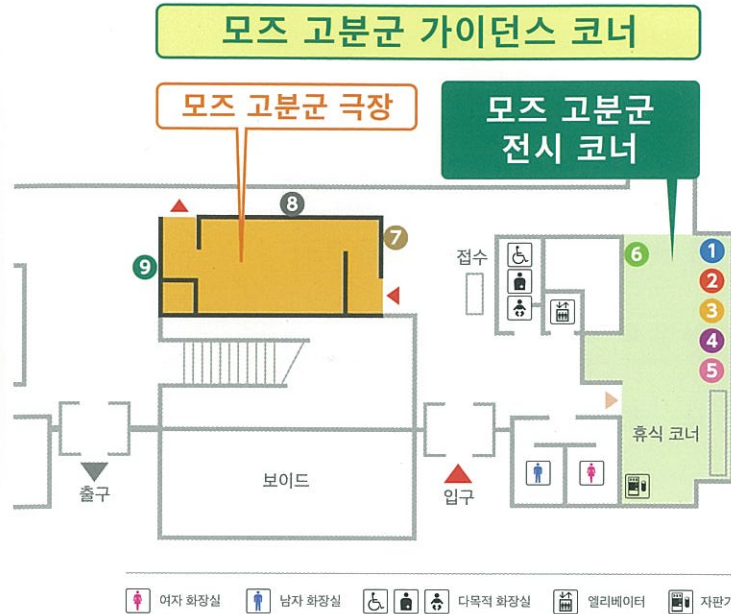 모즈 고분군 가이던스 코너
모즈 고분군 극장
모즈 고분군
전시 코너
8
7
9
접수
6
1
2
3
4
5
휴식 코너
출구
보이드
입구
여자 화장실
남자 화장실
다목적 화장실
엘리베이터